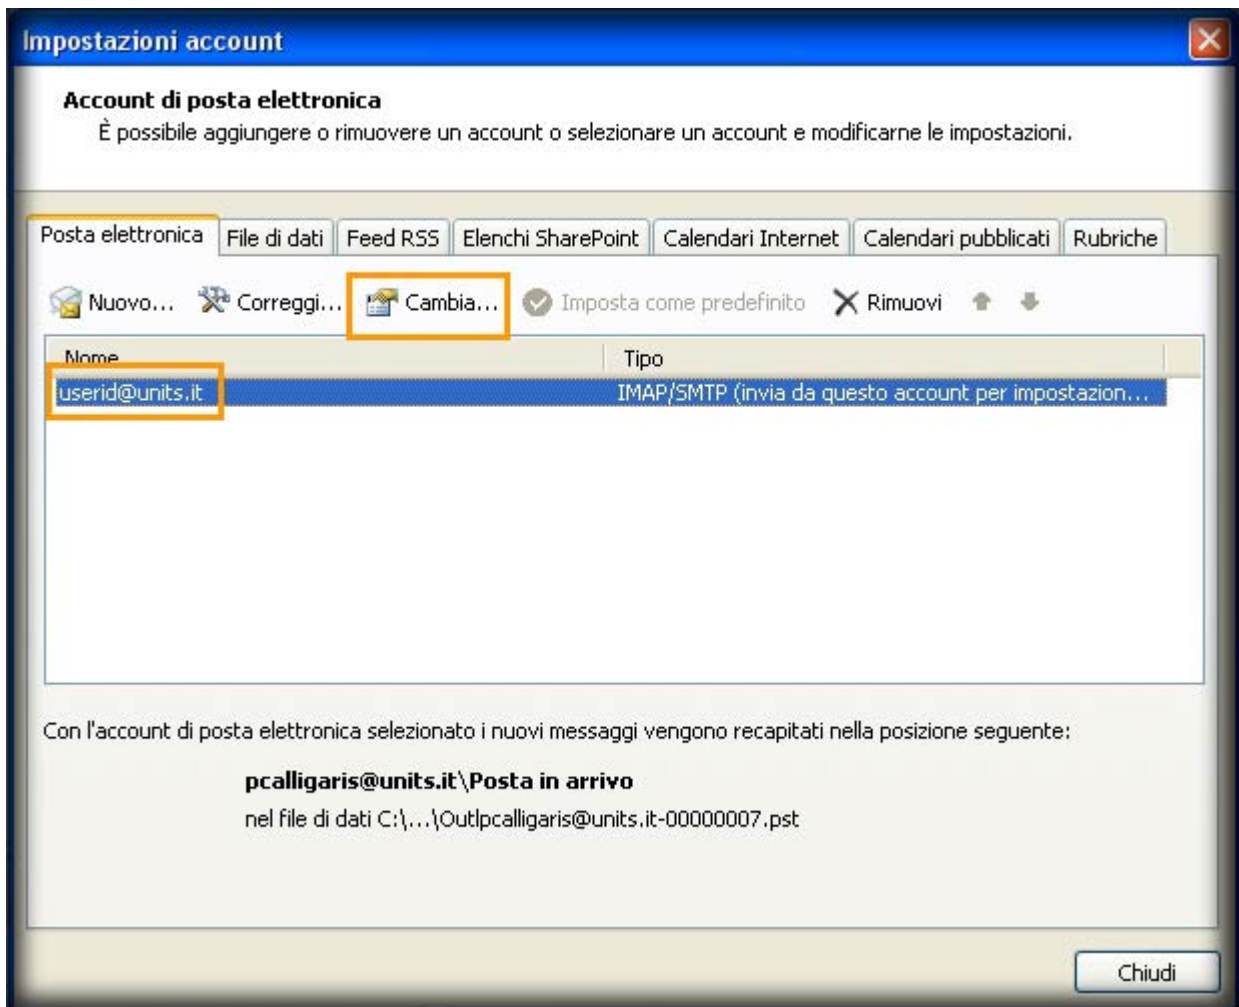 Impostazioni account
Account di posta elettronica
È possibile aggiungere o rimuovere un account o selezionare un account e modificarne le impostazioni.
Posta elettronica File di dati Feed RSS Elenchi SharePoint Calendari Internet Calendari pubblicati Rubriche
Nuovo... Correggi... Cambia... Imposta come predefinito Rimuovi
Nome Tipo
userid@units.it IMAP/SMTP (invia da questo account per impostazion...
Con l'account di posta elettronica selezionato i nuovi messaggi vengono recapitati nella posizione seguente:
pcalligaris@units.it\Posta in arrivo
nel file di dati C:\...\Outlpcalligaris@units.it-00000007.pst
Chiudi